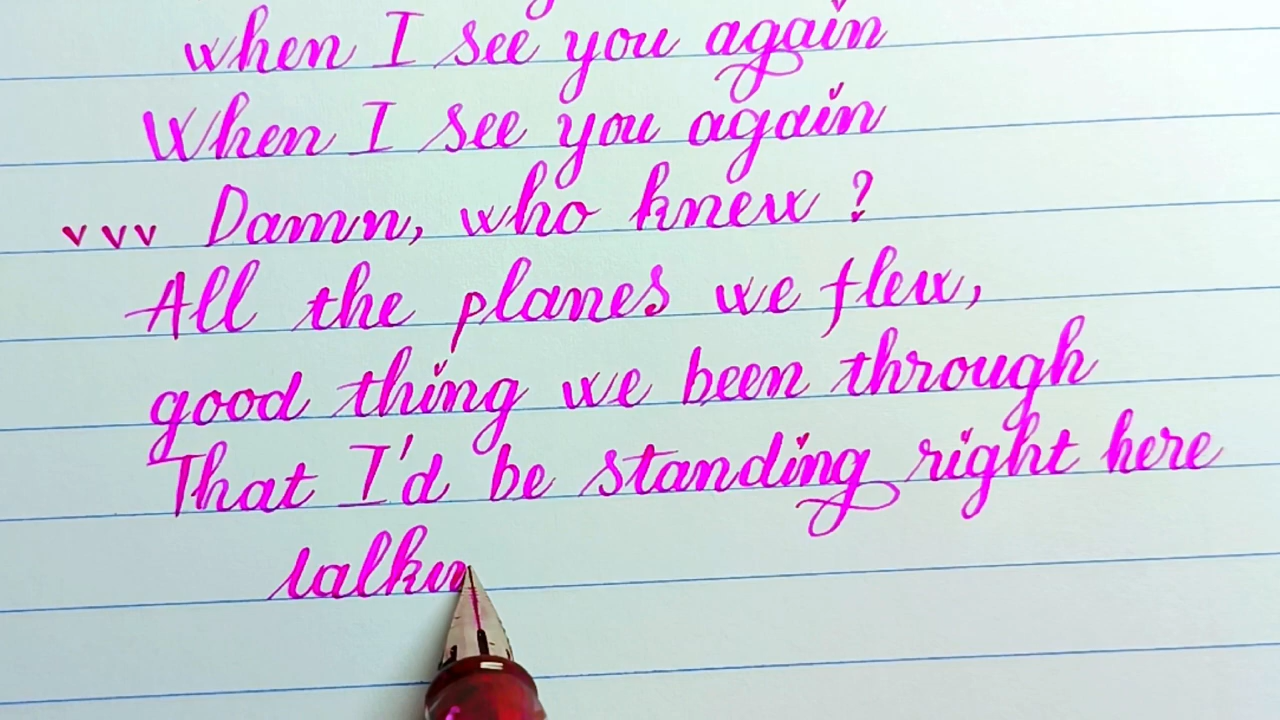 when I see you again
When I see you again
vvv Damn, who knew ?
All the planes we flew,
good thing we been through
That I'd be standing right here